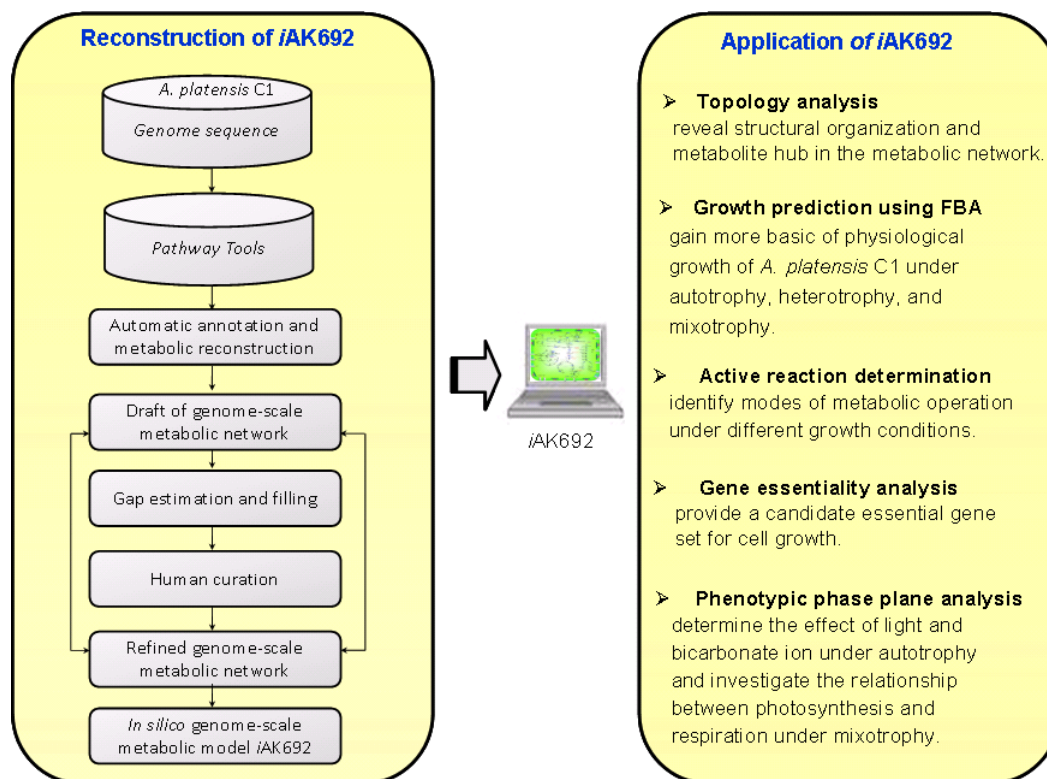 Reconstruction of iAK692
A. platensis C1
Genome sequence
Pathway Tools
Automatic annotation and
metabolic reconstruction
Draft of genome-scale
metabolic network
Gap estimation and filling
Human curation
Refined genome-scale
metabolic network
In silico genome-scale
metabolic model iAK692
iAK692
Application of iAK692
➢ Topology analysis
reveal structural organization and
metabolite hub in the metabolic network.
➢ Growth prediction using FBA
gain more basic of physiological
growth of A. platensis C1 under
autotrophy, heterotrophy, and
mixotrophy.
➢ Active reaction determination
identify modes of metabolic operation
under different growth conditions.
➢ Gene essentiality analysis
provide a candidate essential gene
set for cell growth.
➢ Phenotypic phase plane analysis
determine the effect of light and
bicarbonate ion under autotrophy
and investigate the relationship
between photosynthesis and
respiration under mixotrophy.